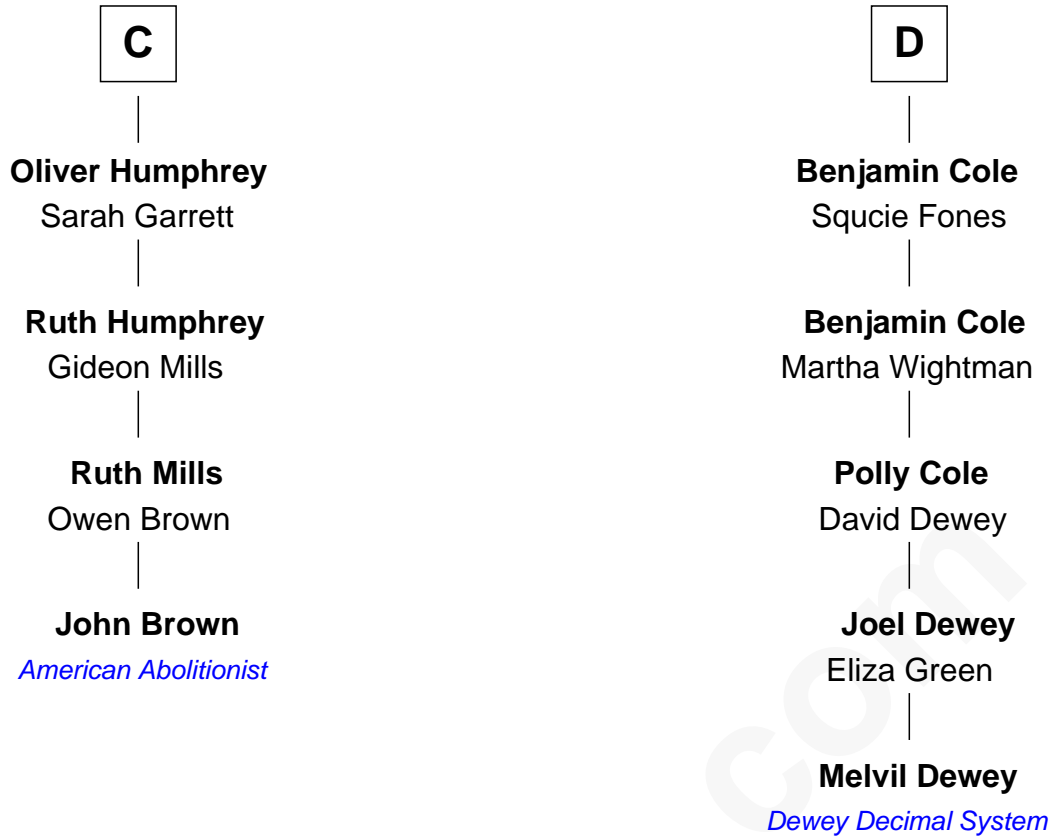 C
Oliver Humphrey
Sarah Garrett
Ruth Humphrey
Gideon Mills
Ruth Mills
Owen Brown
John Brown
American Abolitionist
D
Benjamin Cole
Squcie Fones
Benjamin Cole
Martha Wightman
Polly Cole
David Dewey
Joel Dewey
Eliza Green
Melvil Dewey
Dewey Decimal System
com